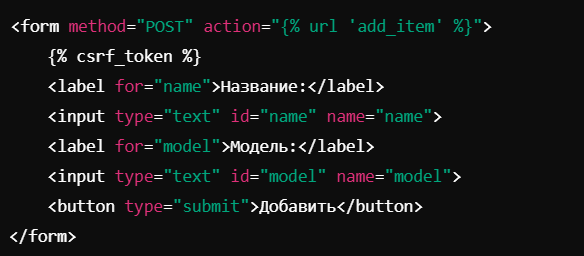 <form method="POST" action="{% url 'add_item' %}">
{% csrf_token %}
<label for="name">Название:</label>
<input type="text" id="name" name="name">
<label for="model">Модель:</label>
<input type="text" id="model" name="model">
<button type="submit">Добавить</button>
</form>